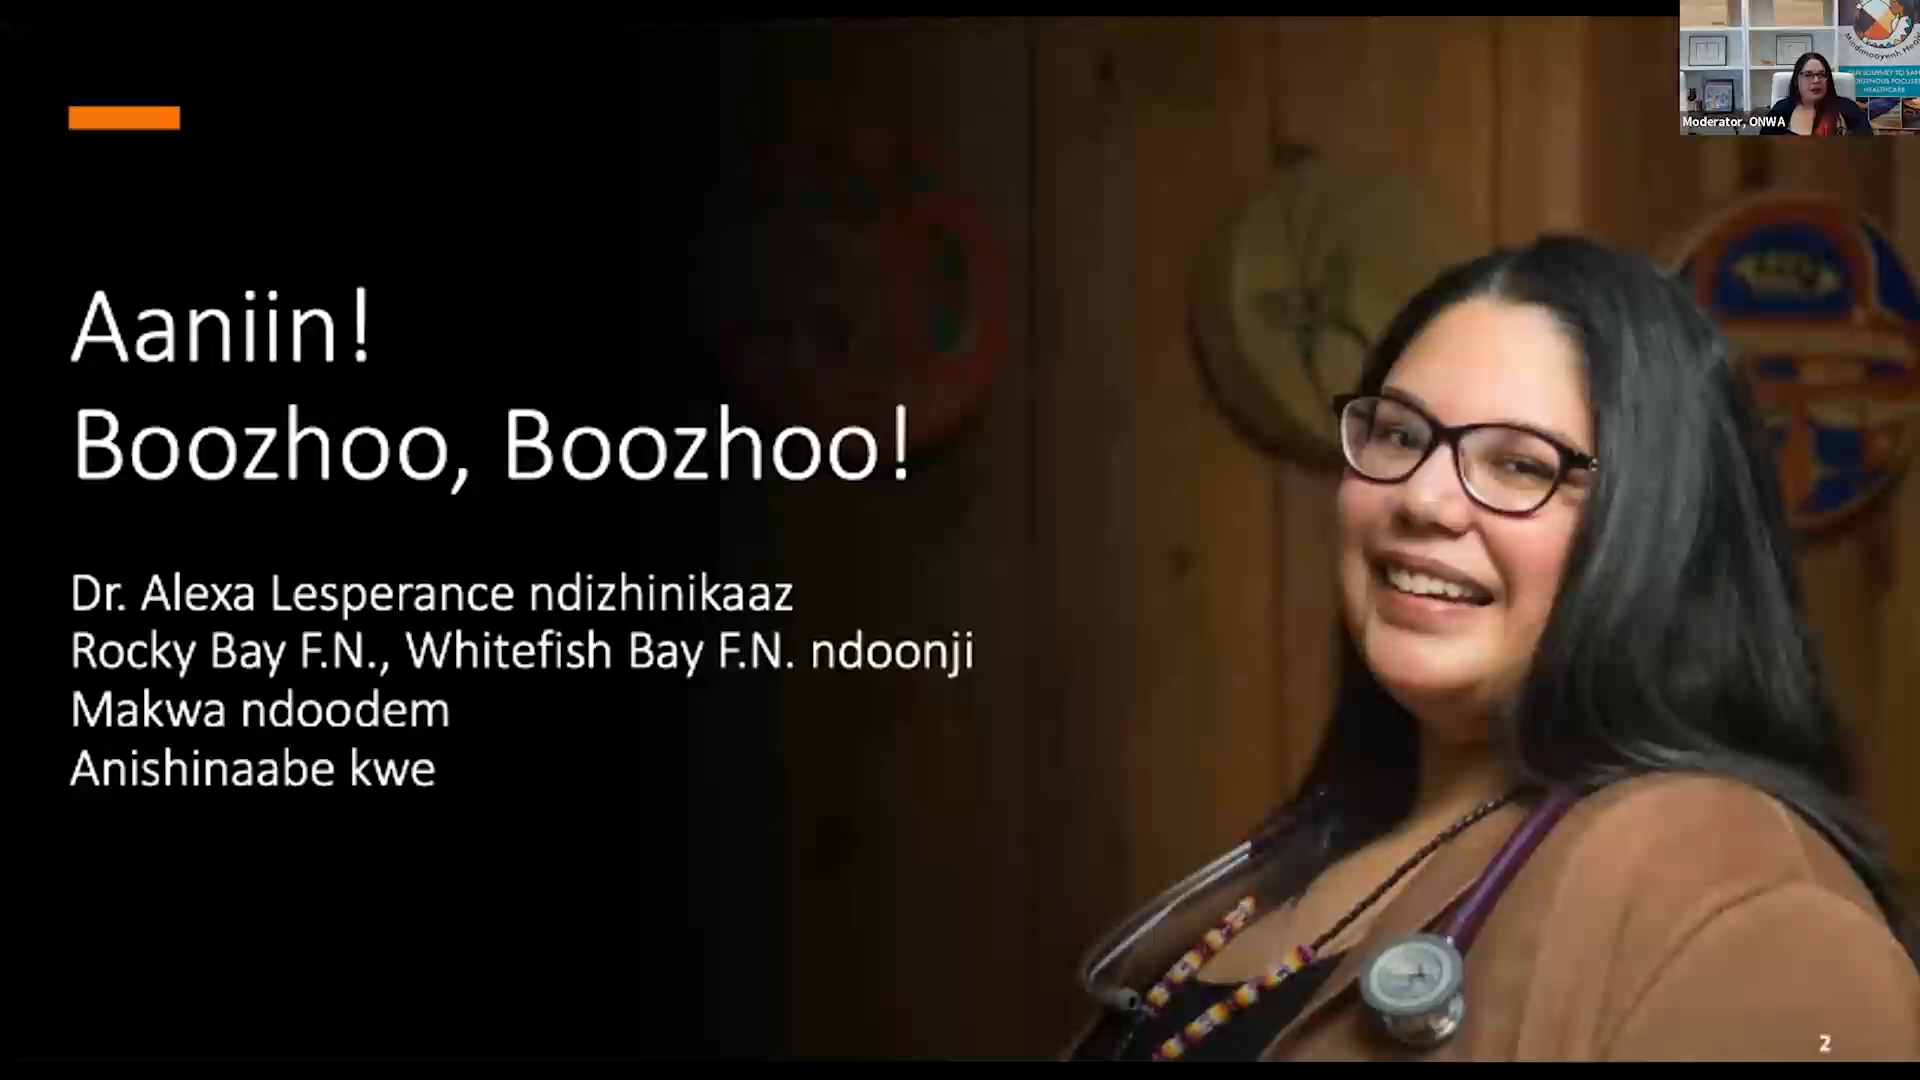 Aaniin!
Boozhoo, Boozhoo!
Dr. Alexa Lesperance ndizhinikaaz
Rocky Bay F.N., Whitefish Bay F.N. ndoonji
Makwa ndoodem
Anishinaabe kwe
Moderator, ONWA
HEALTHCARE
2